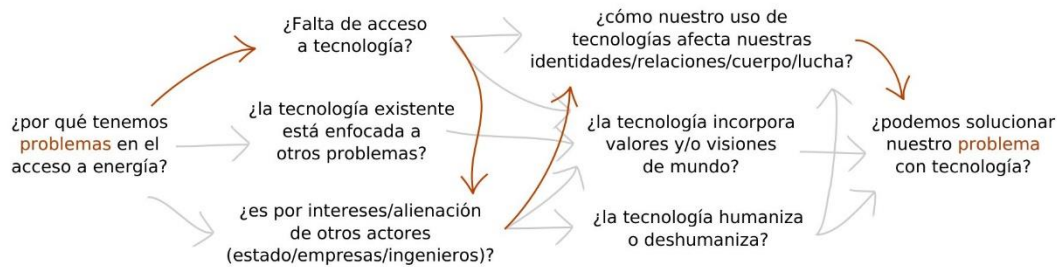 ¿por qué tenemos
problemas en el
acceso a energía?
¿Falta de acceso
a tecnología?
¿la tecnología existente
está enfocada a
otros problemas?
¿es por intereses/alienación
de otros actores
(estado/empresas/ingenieros)?
¿cómo nuestro uso de
tecnologías afecta nuestras
identidades/relaciones/cuerpo/lucha?
¿la tecnología incorpora
valores y/o visiones
de mundo?
¿la tecnología humaniza
o deshumaniza?
¿podemos solucionar
nuestro problema
con tecnología?